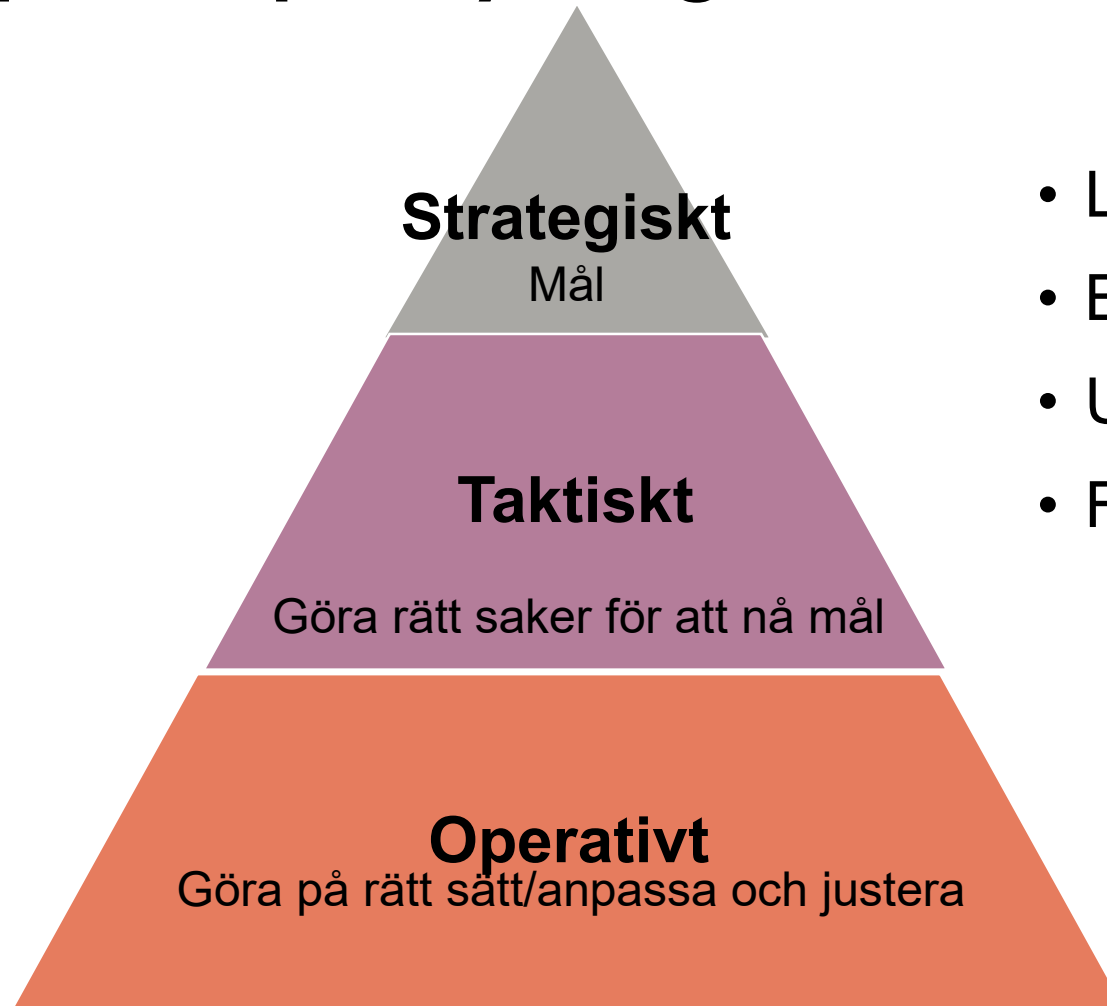 Strategiskt
Mål
Taktiskt
Göra rätt saker för att nå mål
Operativt
Göra på rätt sätt/anpassa och justera